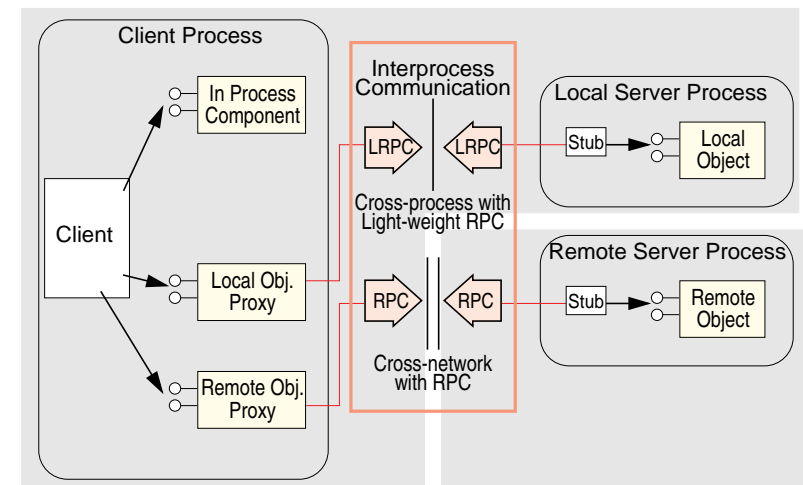 Client Process
In Process
Component
Client
Local Obj.
Proxy
Remote Obj.
Proxy
Interprocess
Communication
LRPC
LRPC
Cross-process with
Light-weight RPC
RPC
RPC
Cross-network
with RPC
Local Server Process
Stub
Local
Object
Remote Server Process
Stub
Remote
Object